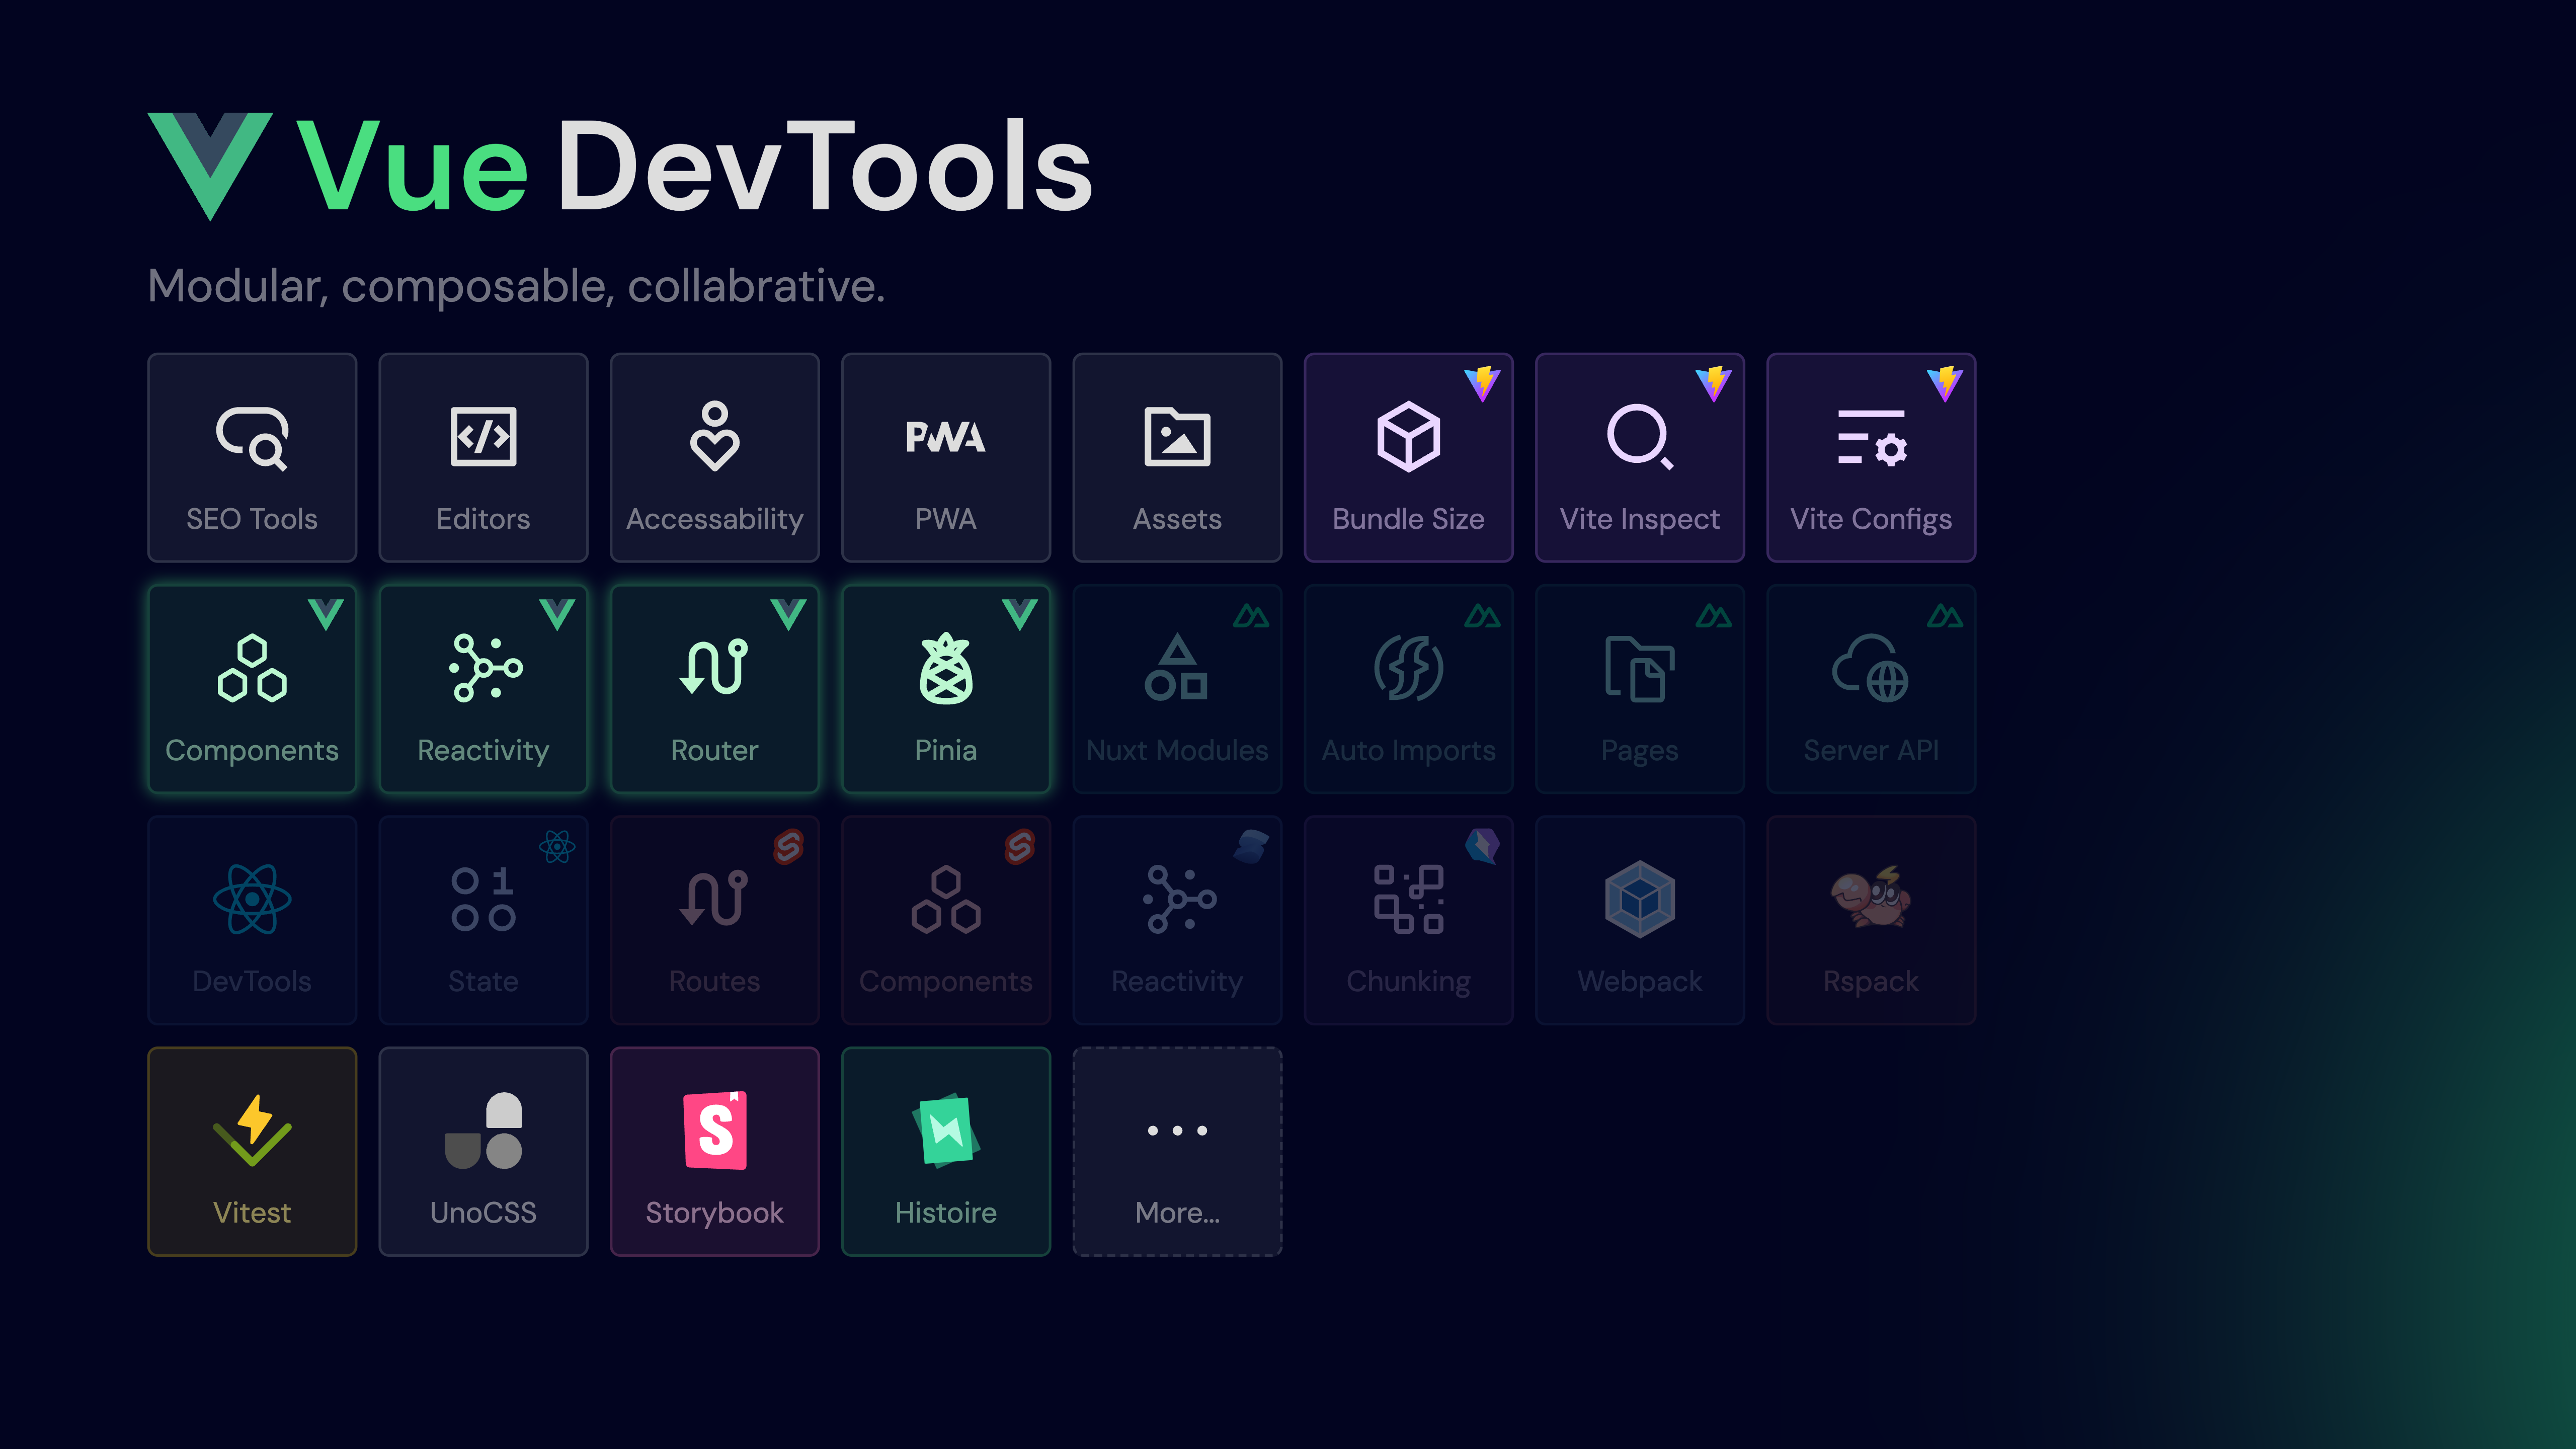 Vue DevTools
Modular, composable, collabrative.
PWA
SEO Tools
Editors
Accessability
PWA
Assets
Bundle Size
Vite Inspect
Vite Configs
Components
Reactivity
Router
Pinia
Nuxt Modules
Auto Imports
Pages
Server API
DevTools
State
Routes
Components
Reactivity
Chunking
Webpack
Rspack
Vitest
UnoCSS
S
Storybook
Histoire
More...